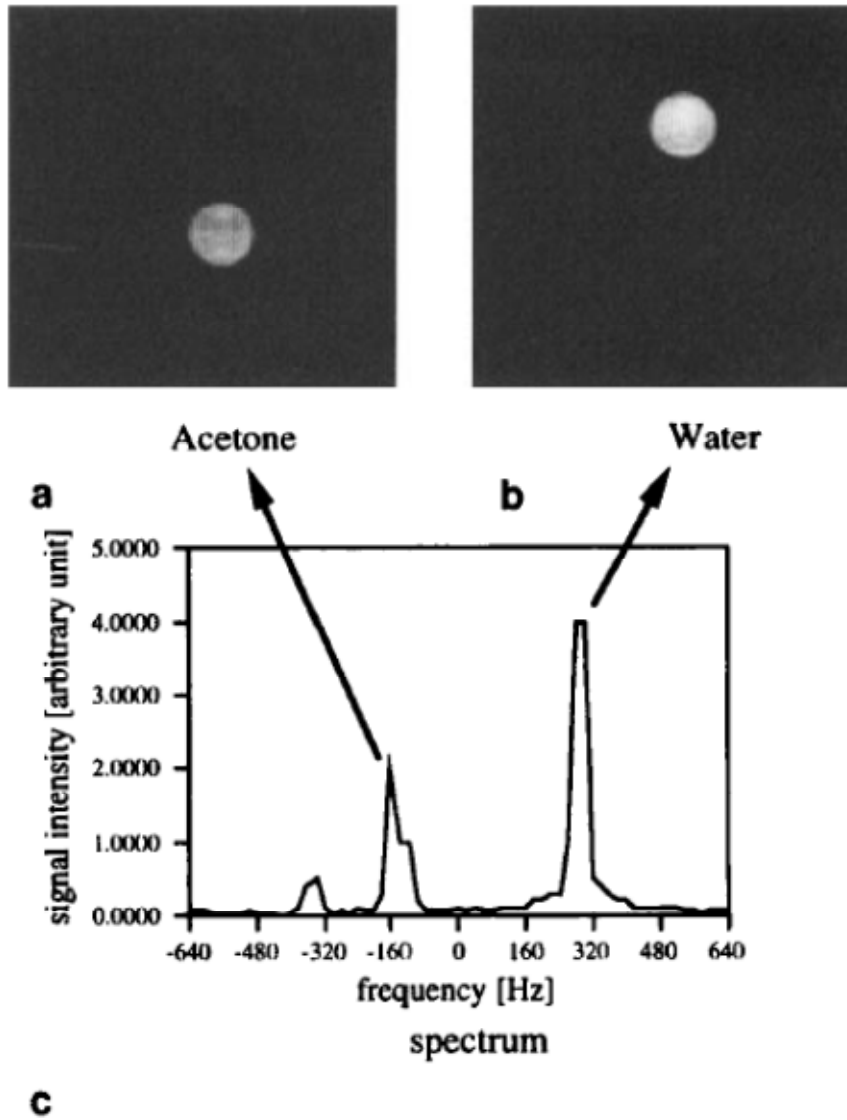 Acetone
Water
a
b
5.0000
4.0000
3.0000
2.0000
1.0000
0.0000
signal intensity [arbitrary unit]
-640 -480 -320 -160 0 160 320 480 640
frequency [Hz]
spectrum
c